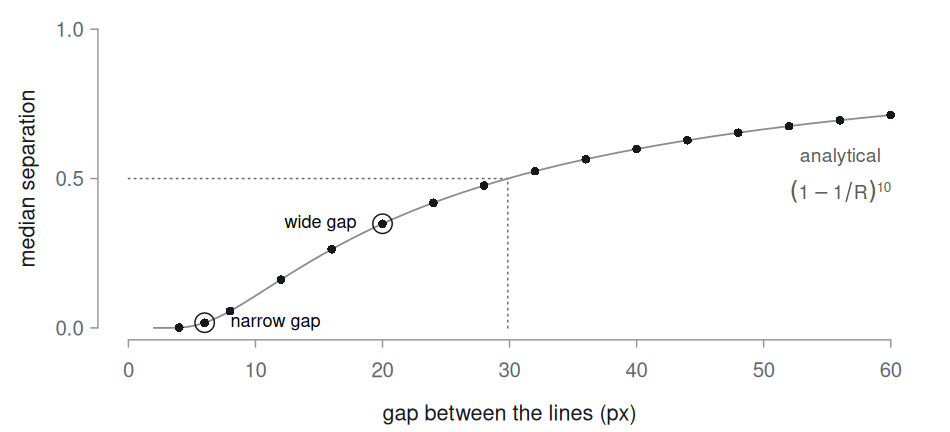 1.0
0.5
0.0
median separation
wide gap
narrow gap
analytical
(1 – 1/R)¹⁰
0 10 20 30 40 50 60
gap between the lines (px)